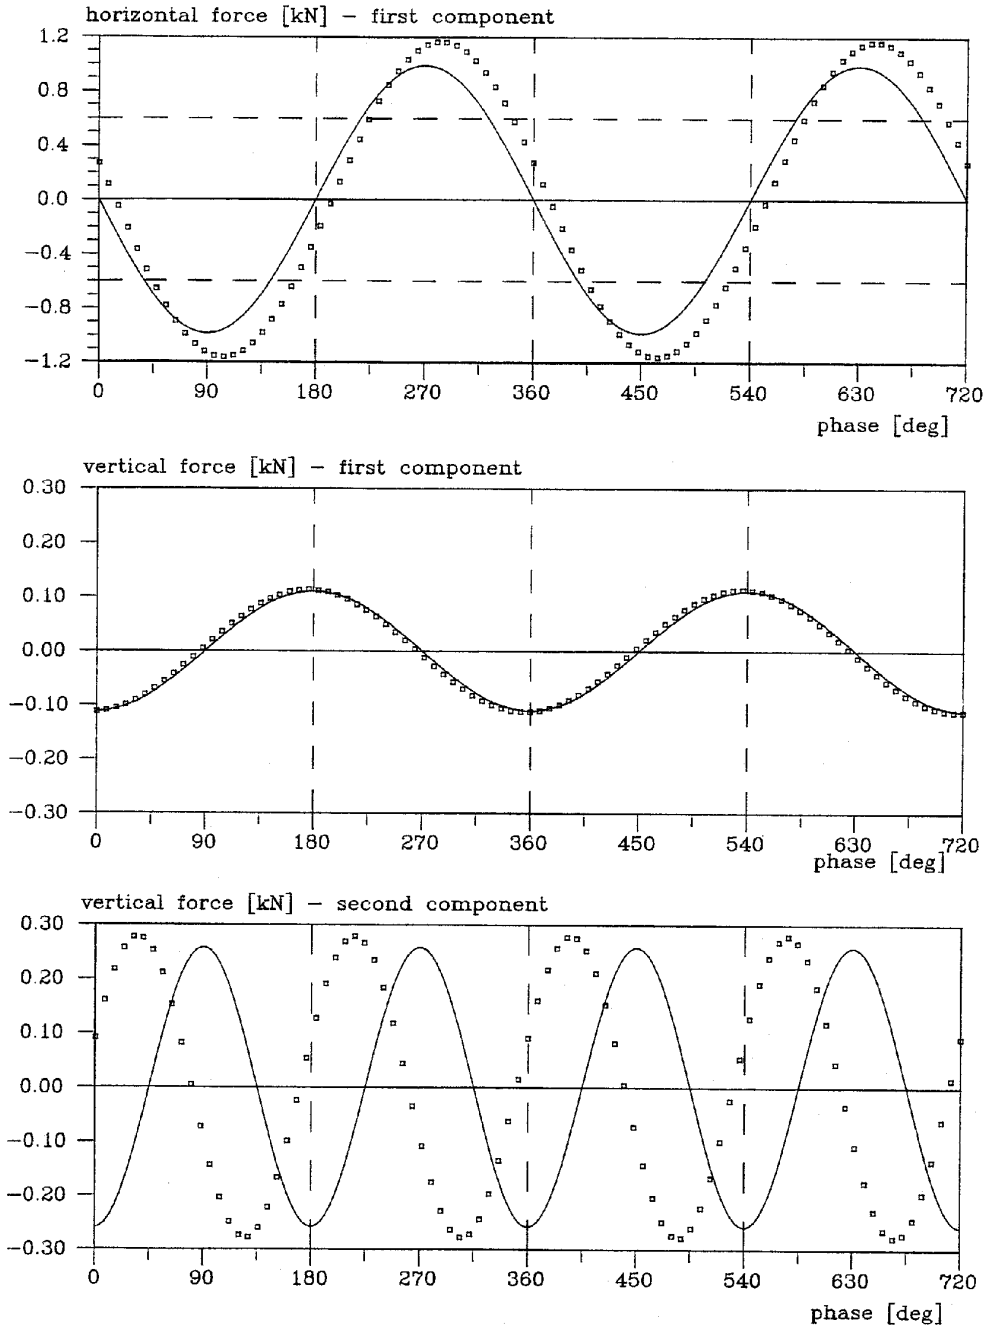 horizontal force [kN] – first component
1.2
0.8
0.4
0.0
−0.4
−0.8
−1.2
0 90 180 270 360 450 540 630 720
phase [deg]
vertical force [kN] – first component
0.30
0.20
0.10
0.00
−0.10
−0.20
−0.30
0 90 180 270 360 450 540 630 720
phase [deg]
vertical force [kN] – second component
0.30
0.20
0.10
0.00
−0.10
−0.20
−0.30
0 90 180 270 360 450 540 630 720
phase [deg]